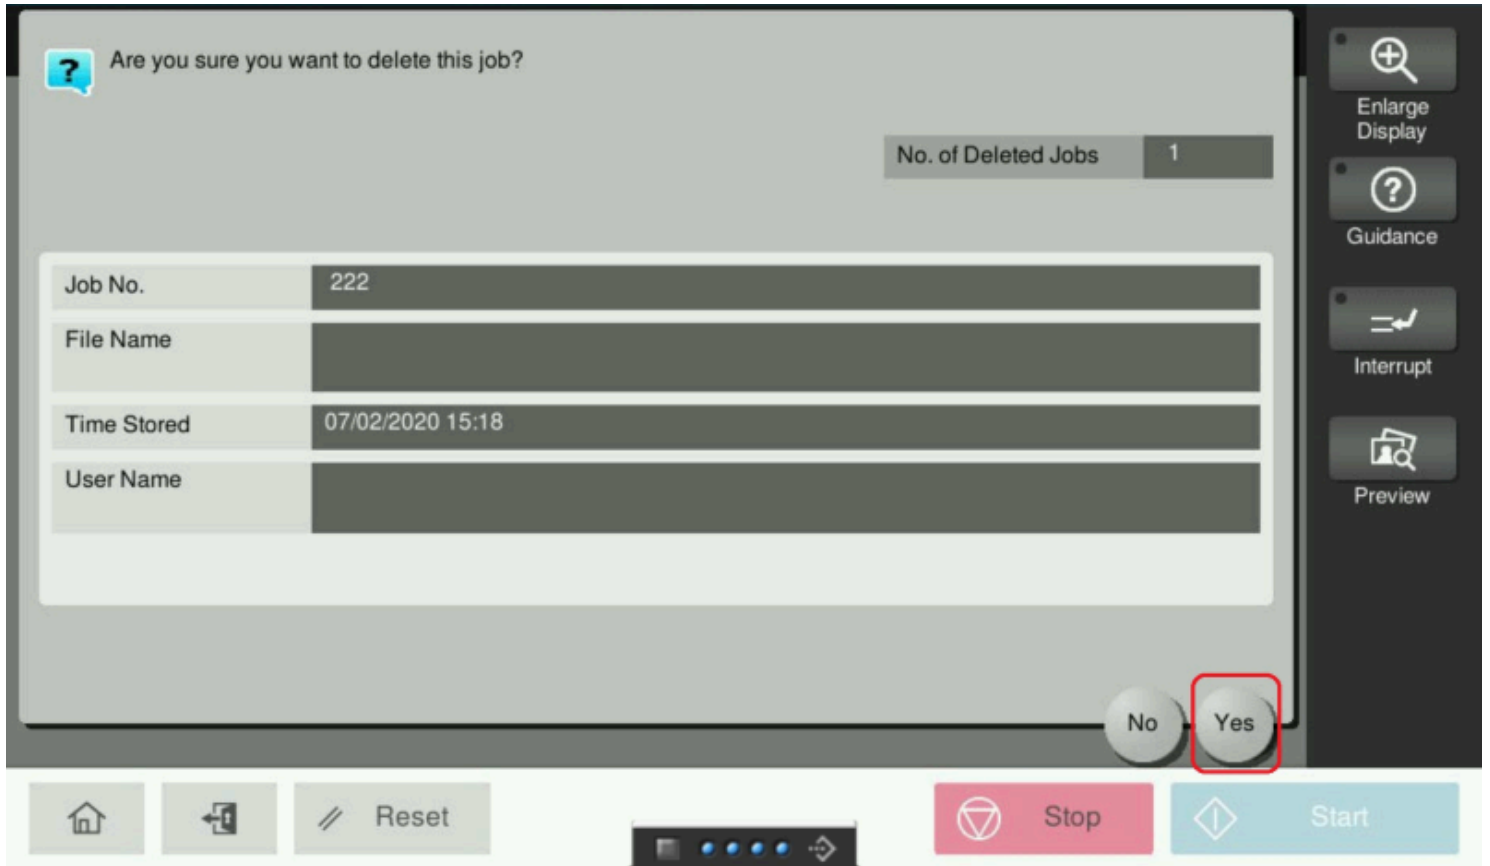 Are you sure you want to delete this job?
No. of Deleted Jobs 1
Job No. 222
File Name
Time Stored 07/02/2020 15:18
User Name
No Yes
Enlarge
Display
Guidance
Interrupt
Preview
Reset Stop Start